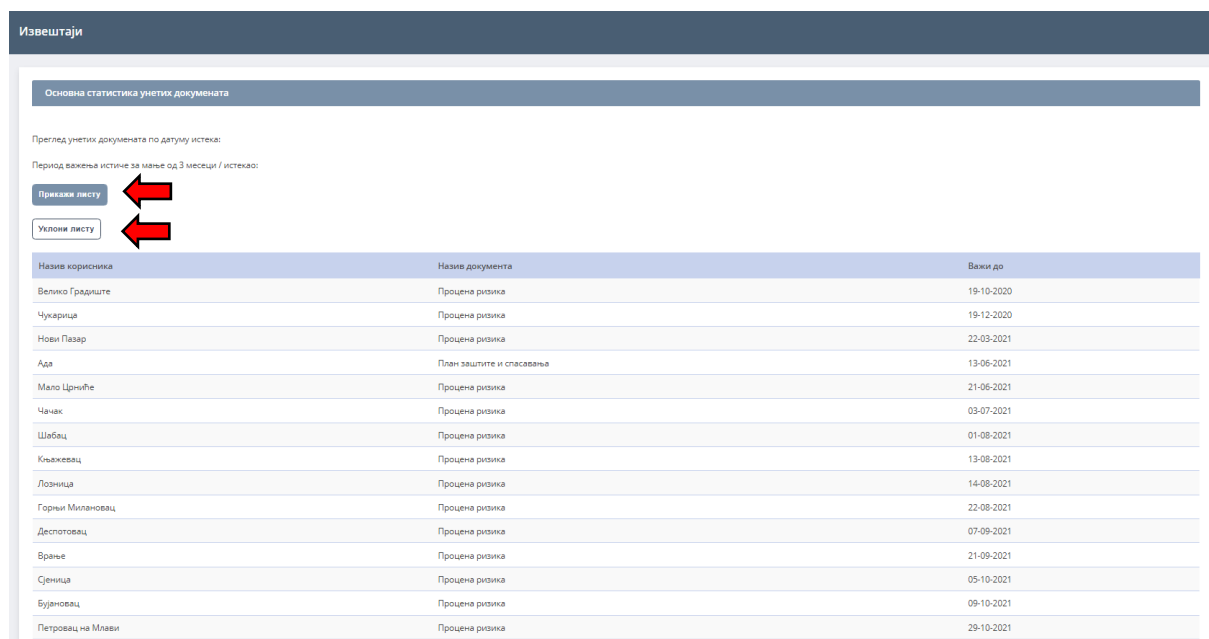 Извештаји
Основна статистика унетих докумената
Преглед унетих докумената по датуму истека:
Период важења истиче за мање од 3 месеци / истекао:
Прикажи листу
Уклони листу
Назив корисника Назив документа Важи до
Велико Градиште Процена ризика 19-10-2020
Чукарица Процена ризика 19-12-2020
Нови Пазар Процена ризика 22-03-2021
Ада План заштите и спасавања 13-06-2021
Мало Црниће Процена ризика 21-06-2021
Чачак Процена ризика 03-07-2021
Шабац Процена ризика 01-08-2021
Књажевац Процена ризика 13-08-2021
Лозница Процена ризика 14-08-2021
Горњи Милановац Процена ризика 22-08-2021
Деспотовац Процена ризика 07-09-2021
Врање Процена ризика 21-09-2021
Сјеница Процена ризика 05-10-2021
Бујановац Процена ризика 09-10-2021
Петровац на Млави Процена ризика 29-10-2021